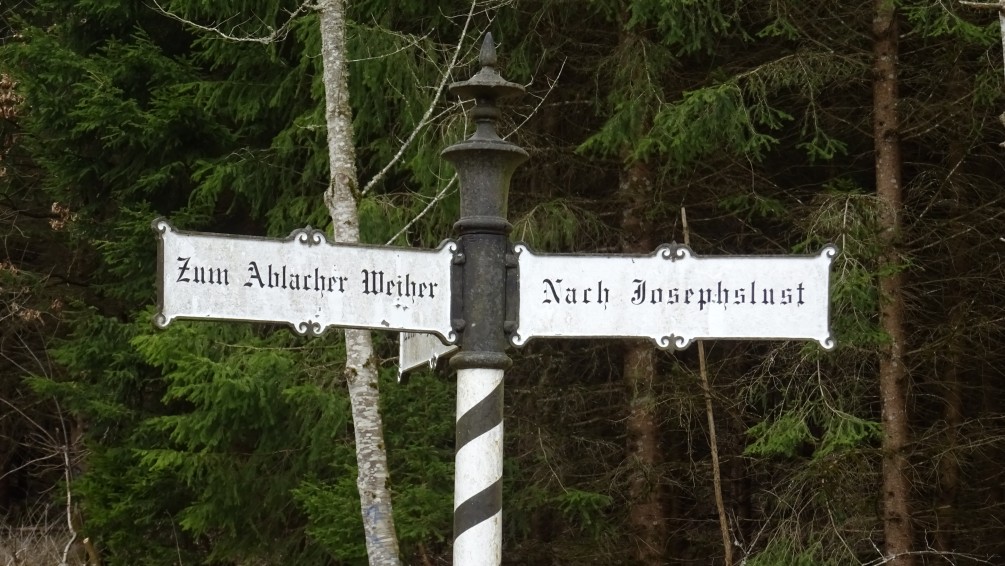 Zum Ablacher Weiher
Nach Josephslust